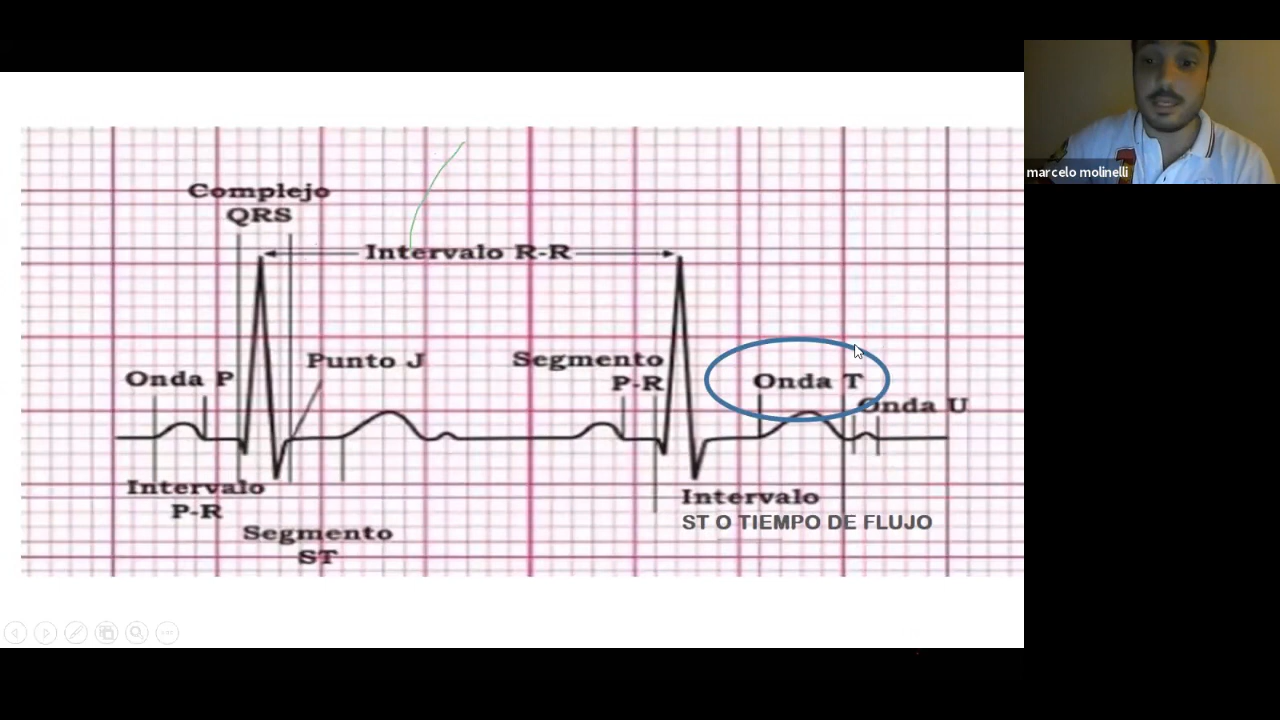 Complejo
QRS
Intervalo R-R
Punto J
Segmento
P-R
Onda P
Onda T
Onda U
Intervalo
P-R
Segmento
ST
Intervalo
ST O TIEMPO DE FLUJO
marcelo molinelli